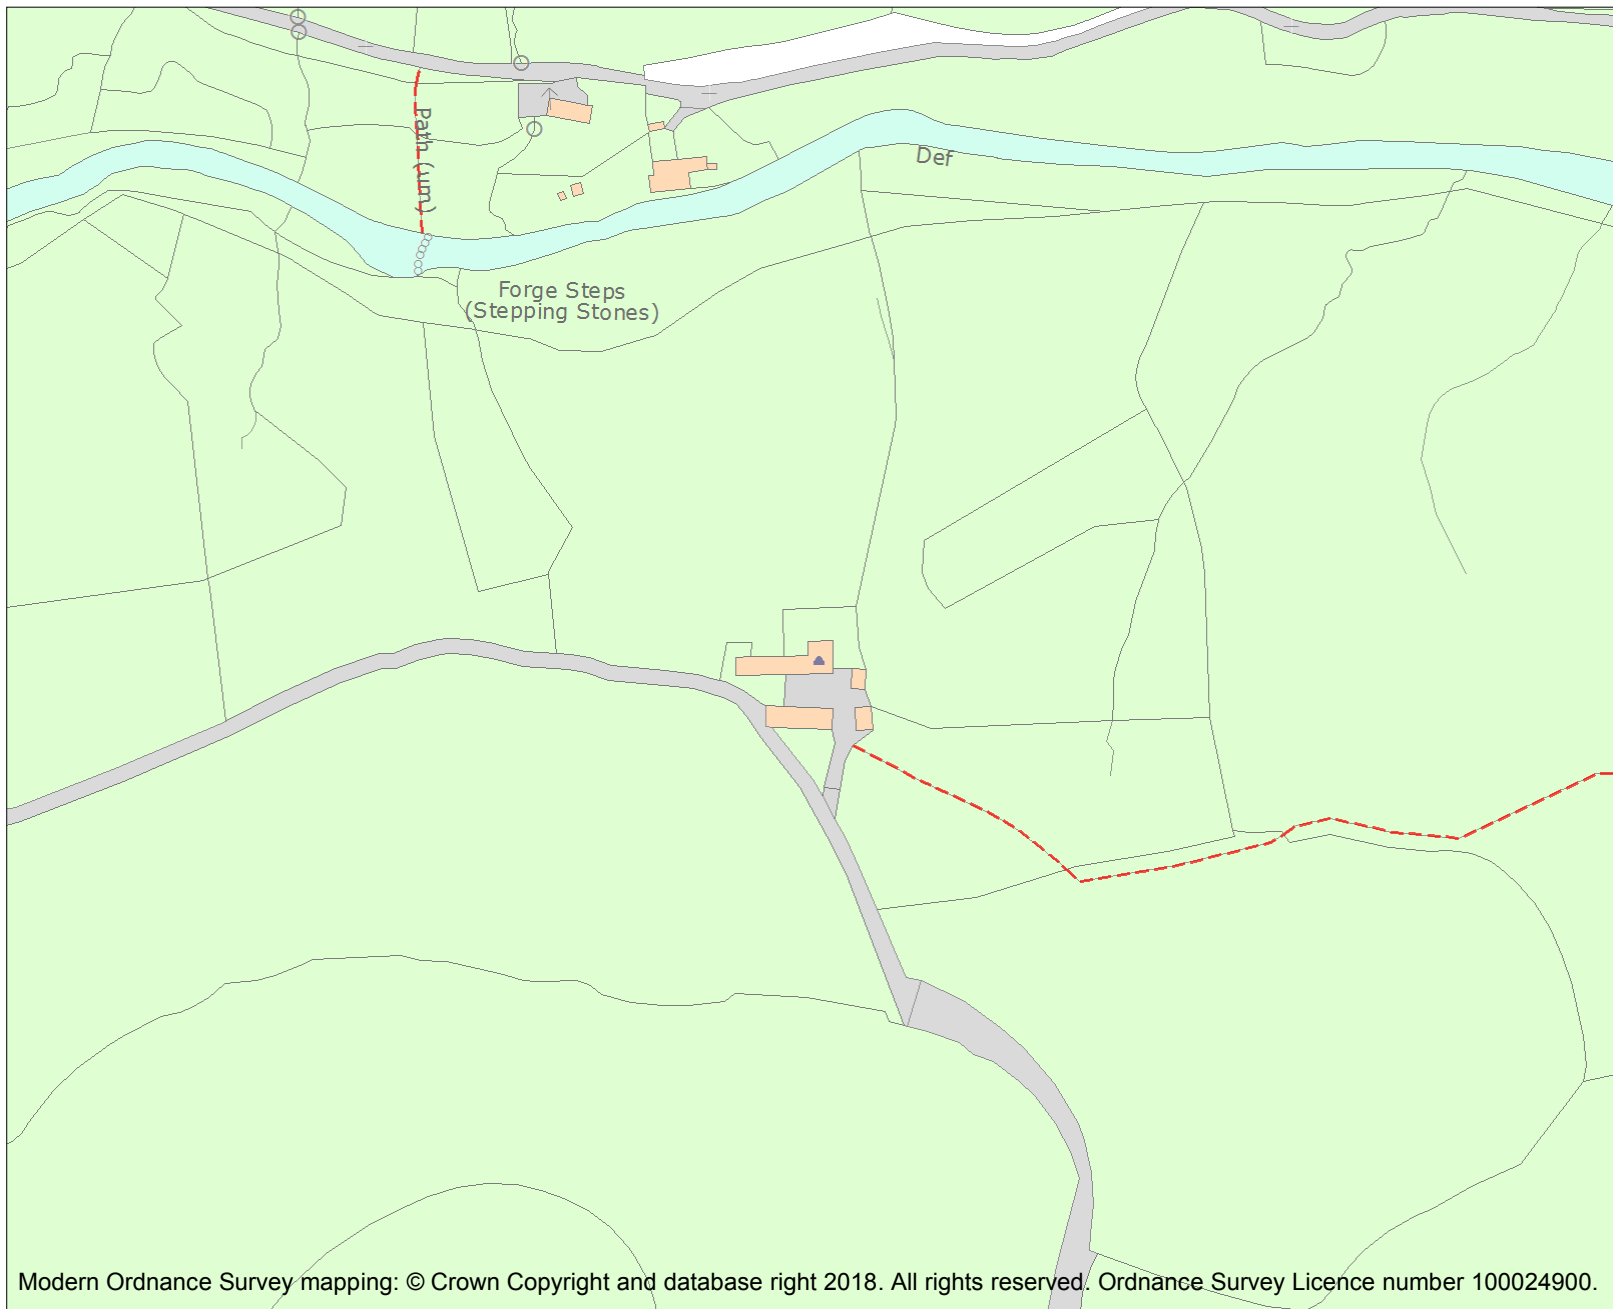 Path (um)
Def
Forge Steps
(Stepping Stones)
Modern Ordnance Survey mapping: © Crown Copyright and database right 2018. All rights reserved. Ordnance Survey Licence number 100024900.